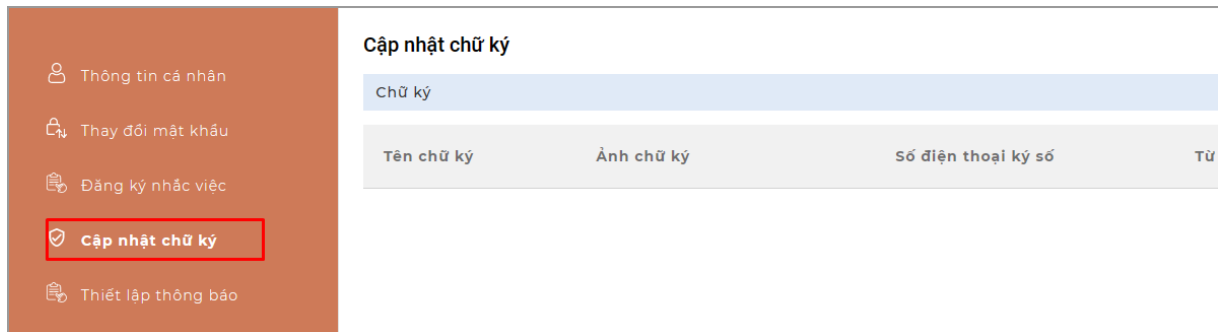 Thông tin cá nhân
Thay đổi mật khẩu
Đăng ký nhắc việc
Cập nhật chữ ký
Thiết lập thông báo
Cập nhật chữ ký
Chữ ký
Tên chữ ký Ảnh chữ ký Số điện thoại ký số Từ